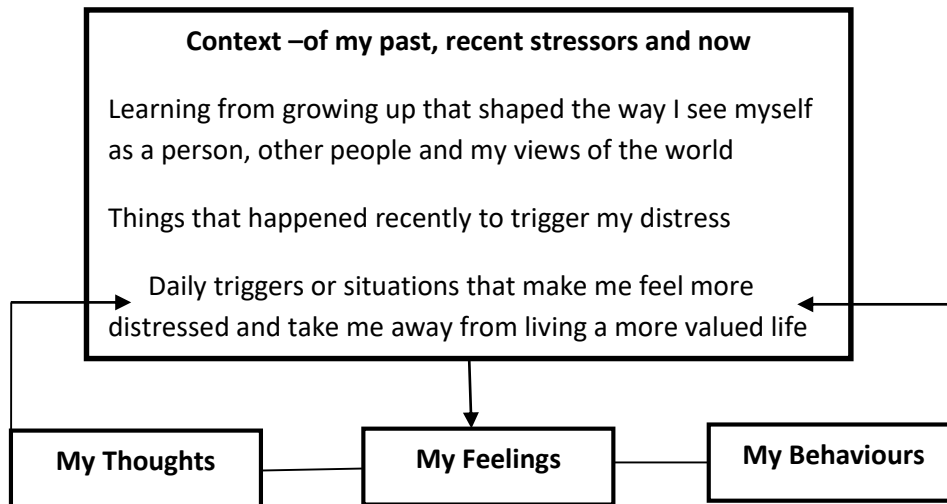 Context –of my past, recent stressors and now
Learning from growing up that shaped the way I see myself
as a person, other people and my views of the world
Things that happened recently to trigger my distress
Daily triggers or situations that make me feel more
distressed and take me away from living a more valued life
My Thoughts
My Feelings
My Behaviours